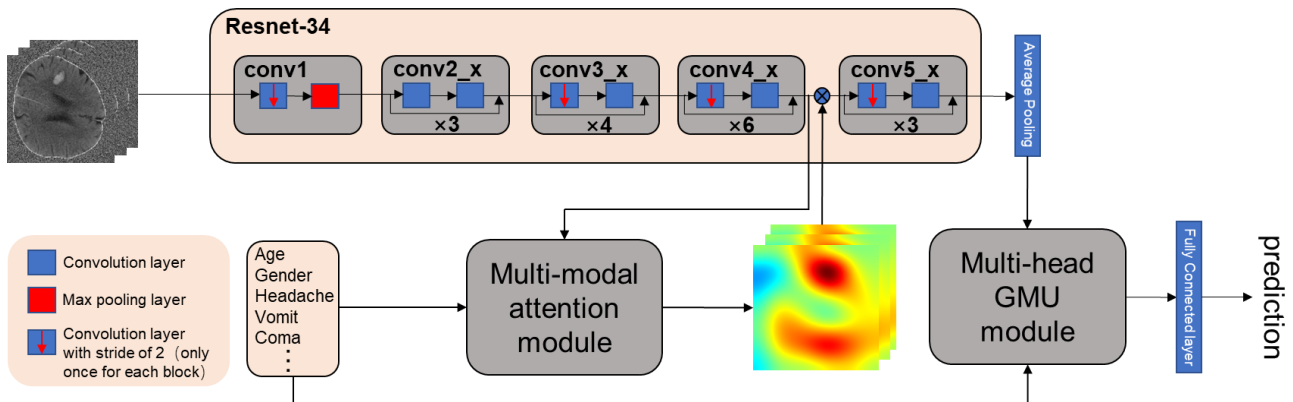 Resnet-34
conv1
conv2_x
conv3_x
conv4_x
conv5_x
×3
×4
×6
×3
Average Pooling
Convolution layer
Max pooling layer
Convolution layer
with stride of 2（only
once for each block）
Age
Gender
Headache
Vomit
Coma
⋮
Multi-modal
attention
module
Multi-head
GMU
module
Fully Connected layer
prediction